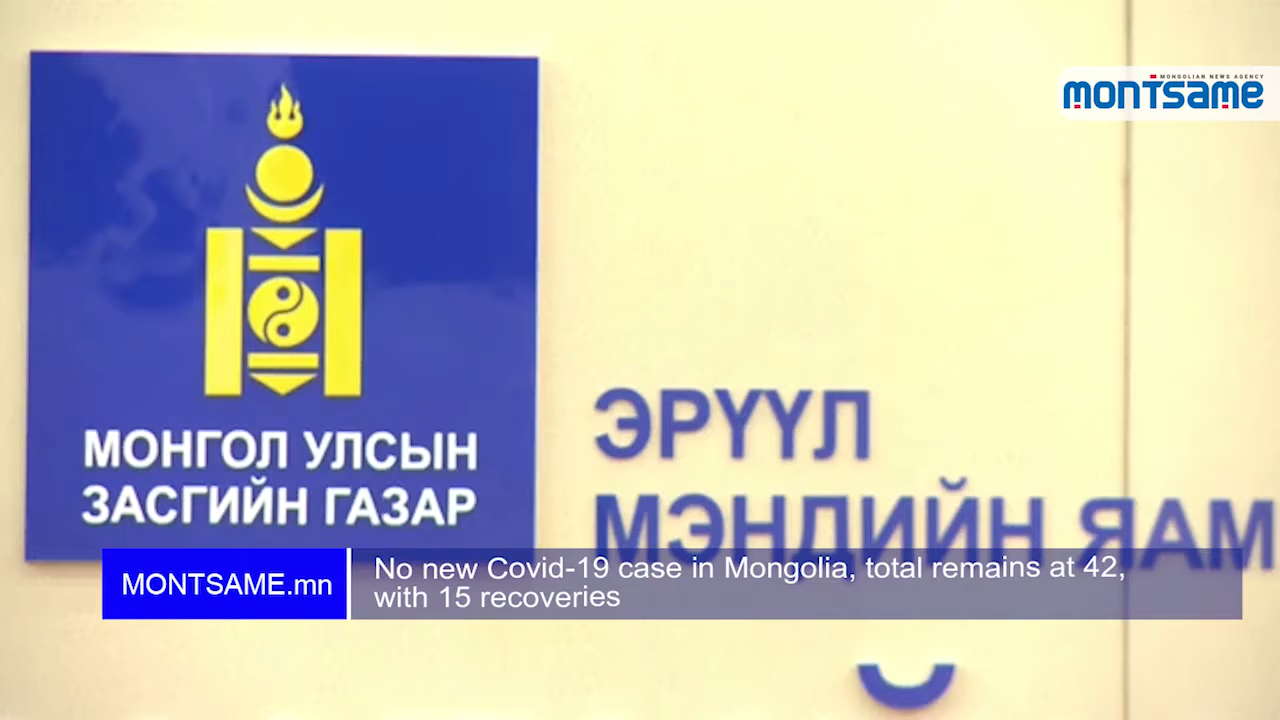 MONGOLIAN NEWS AGENCY
MONTSAME
МОНГОЛ УЛСЫН
ЗАСГИЙН ГАЗАР
ЭРҮҮЛ
МЭНДИЙН ЯАМ
MONTSAME.mn
No new Covid-19 case in Mongolia, total remains at 42,
with 15 recoveries